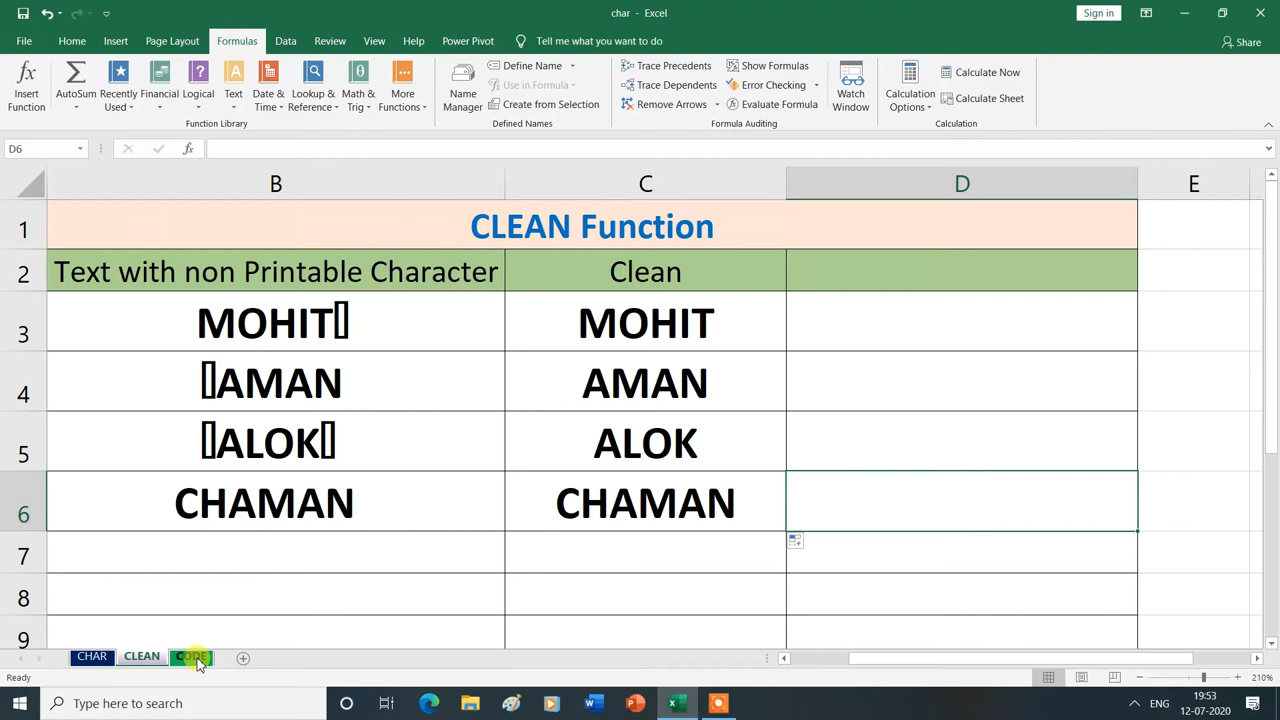 char - Excel
Sign in
File Home Insert Page Layout Formulas Data Review View Help Power Pivot Tell me what you want to do Share
Insert Function
AutoSum
Recently Used
Financial
Logical
Text
Date & Time
Lookup & Reference
Math & Trig
More Functions
Function Library
Name Manager
Define Name
Use in Formula
Create from Selection
Defined Names
Trace Precedents
Trace Dependents
Remove Arrows
Show Formulas
Error Checking
Evaluate Formula
Formula Auditing
Watch Window
Calculation Options
Calculate Now
Calculate Sheet
Calculation
D6 fx
B C D E
1 CLEAN Function
2 Text with non Printable Character Clean
3 MOHIT▯ MOHIT
4 ▯AMAN AMAN
5 ▯ALOK▯ ALOK
6 CHAMAN CHAMAN
7
8
9
CHAR CLEAN CODE
Ready 210%
Type here to search ENG 19:53
12-07-2020